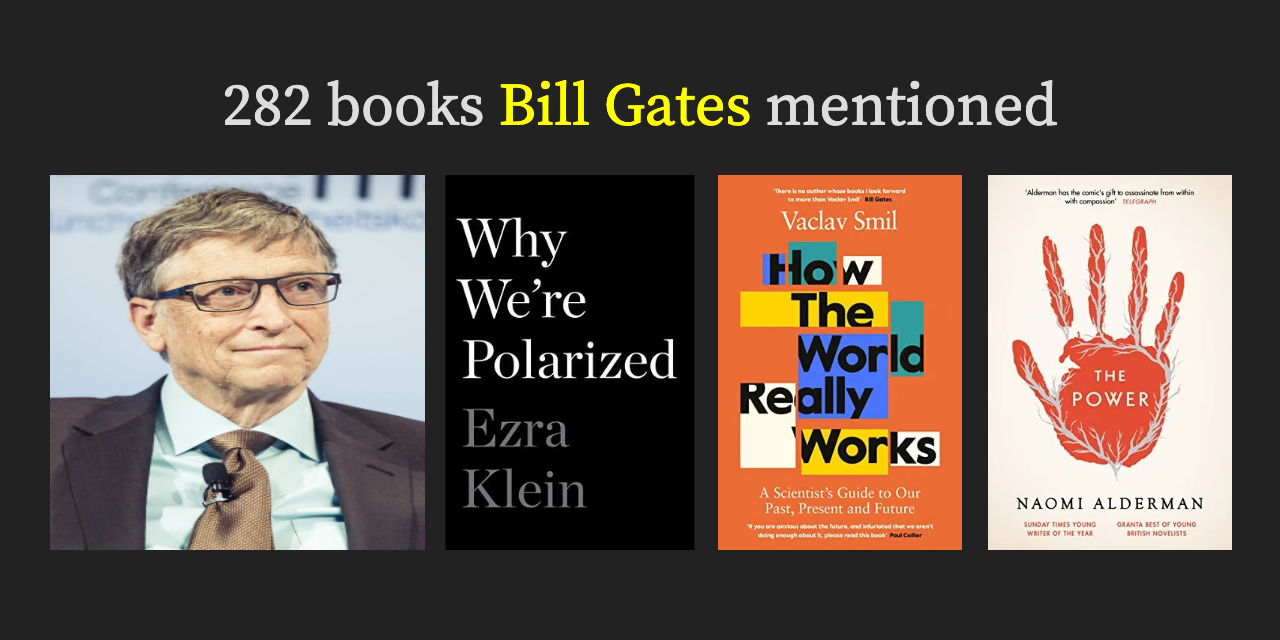 282 books Bill Gates mentioned
Conference
Why
We're
Polarized
Ezra
Klein
'There is no author whose books I look forward
to more than Vaclav Smil' Bill Gates
Vaclav Smil
How
The
World
Really
Works
A Scientist's Guide to Our
Past, Present and Future
'If you are anxious about the future, and infuriated that we aren't
doing enough about it, please read this book' Paul Collier
'Alderman has the comic's gift to assassinate from within
with compassion' TELEGRAPH
THE
POWER
NAOMI ALDERMAN
SUNDAY TIMES YOUNG
WRITER OF THE YEAR
GRANTA BEST OF YOUNG
BRITISH NOVELISTS